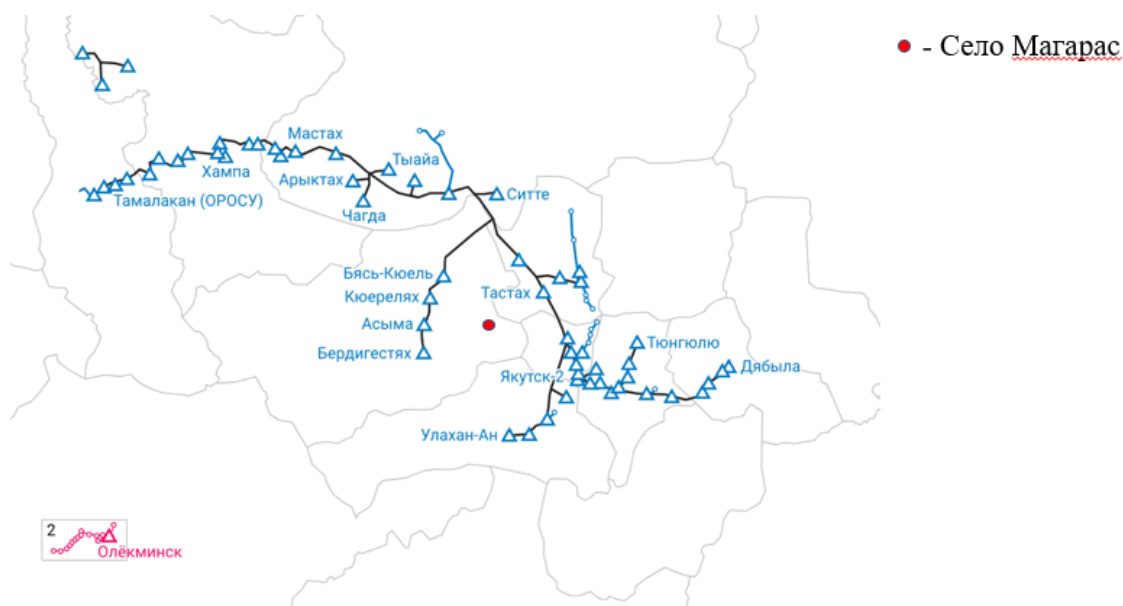 - Село Магарас
Мастах
Тыайа
Хампа
Арыктах
Тамалакан (ОРОСУ)
Ситте
Чагда
Бясь-Кюель
Тастах
Кюерелях
Асыма
Тюнгюлю
Бердигестях
Дябыла
Якутск-2
Улахан-Ан
2
Олёкминск